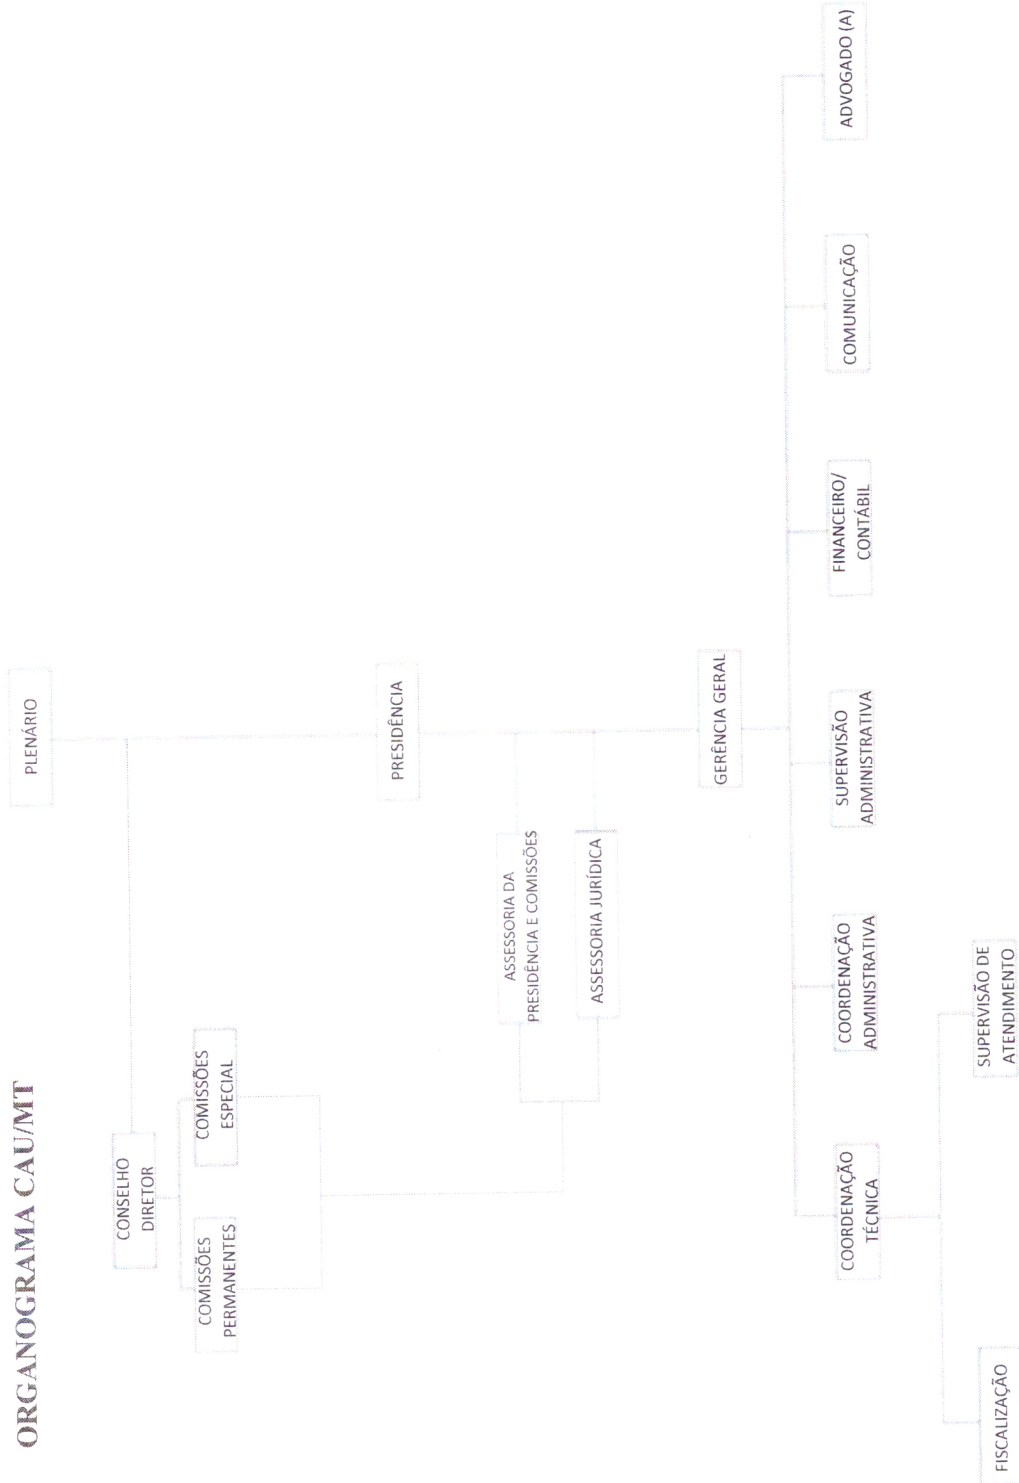 ORGANOGRAMA CAU/MT
PLENÁRIO
CONSELHO
DIRETOR
COMISSÕES
PERMANENTES
COMISSÕES
ESPECIAL
PRESIDÊNCIA
ASSESSORIA DA
PRESIDÊNCIA E COMISSÕES
ASSESSORIA JURÍDICA
GERÊNCIA GERAL
COORDENAÇÃO
TÉCNICA
COORDENAÇÃO
ADMINISTRATIVA
SUPERVISÃO
ADMINISTRATIVA
FINANCEIRO/
CONTÁBIL
COMUNICAÇÃO
ADVOGADO (A)
FISCALIZAÇÃO
SUPERVISÃO DE
ATENDIMENTO